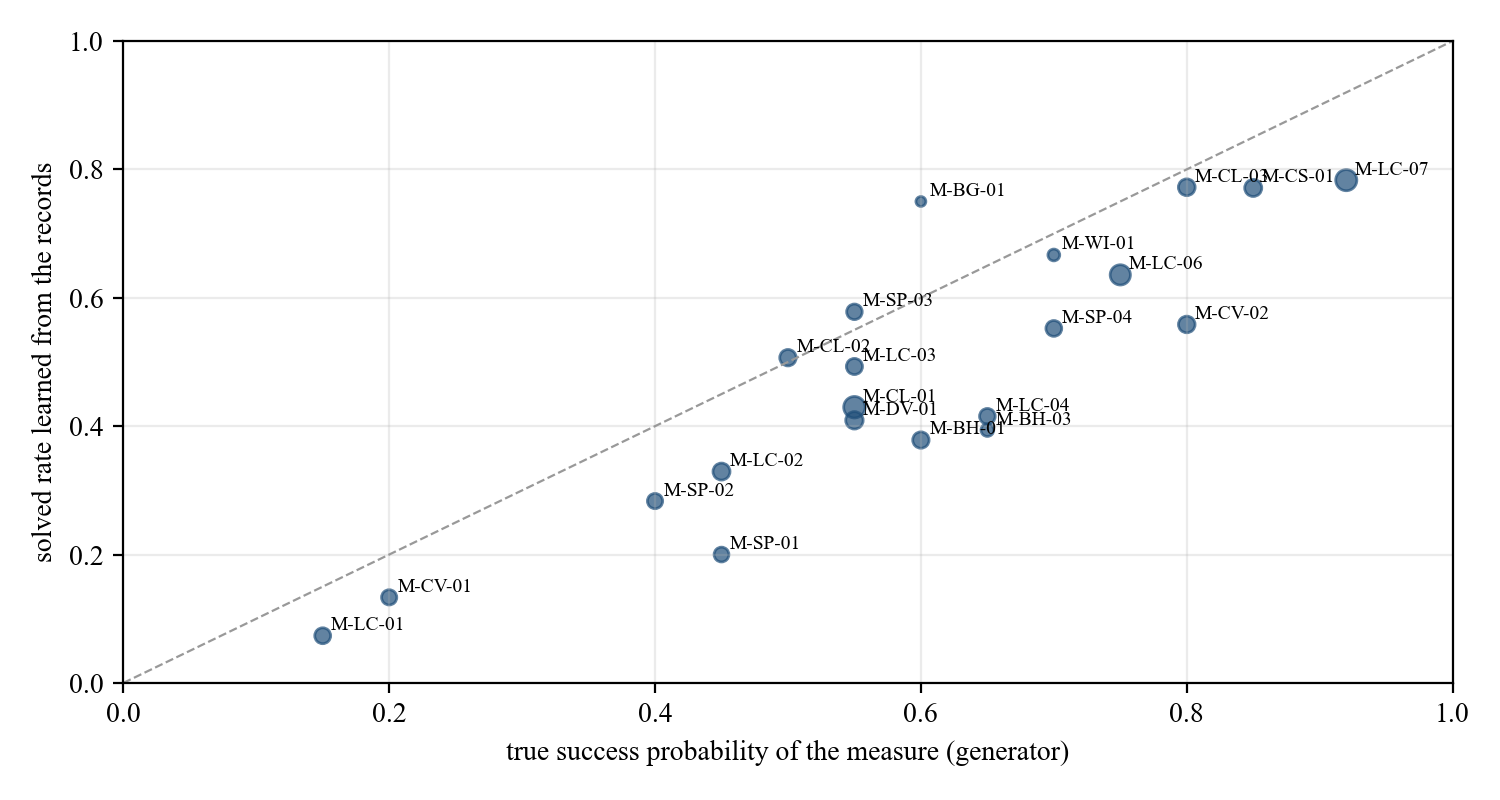 1.0
0.8
0.6
0.4
0.2
0.0
solved rate learned from the records
M-LC-07
M-CL-03
M-CS-01
M-BG-01
M-WI-01
M-LC-06
M-SP-03
M-SP-04
M-CV-02
M-CL-02
M-LC-03
M-CL-01
M-DV-01
M-LC-04
M-BH-03
M-BH-01
M-LC-02
M-SP-02
M-SP-01
M-CV-01
M-LC-01
0.0 0.2 0.4 0.6 0.8 1.0
true success probability of the measure (generator)